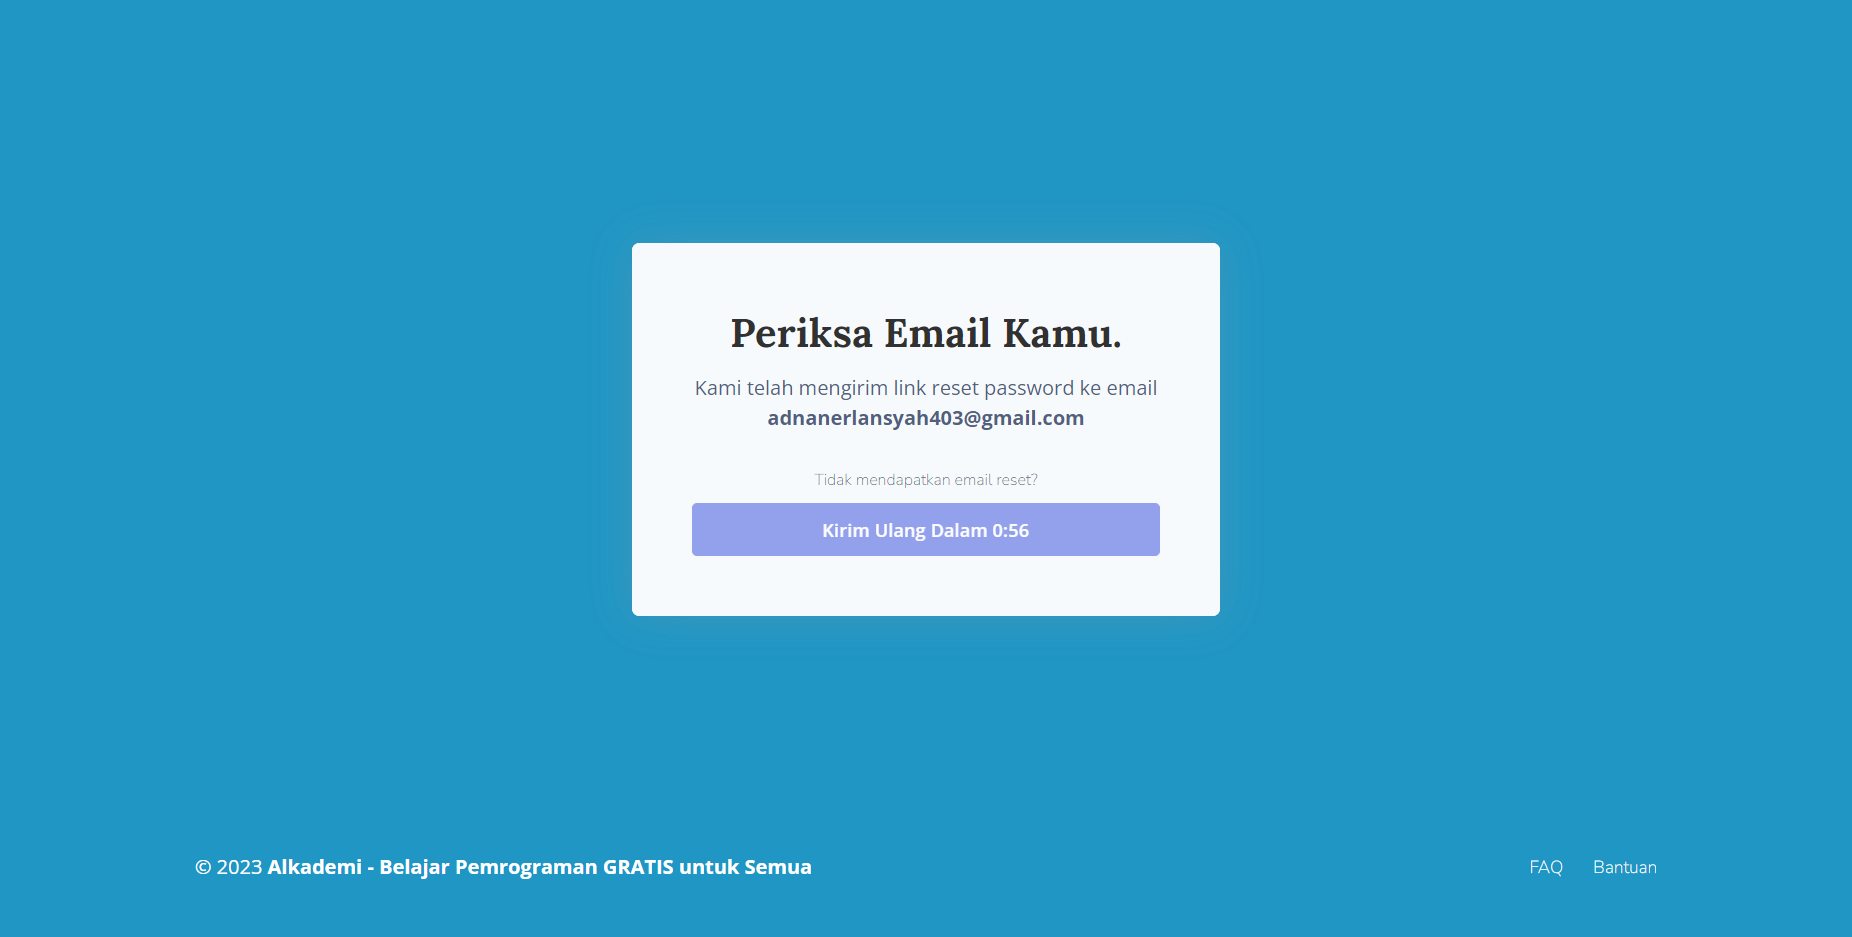 Periksa Email Kamu.
Kami telah mengirim link reset password ke email
adnanerlansyah403@gmail.com
Tidak mendapatkan email reset?
Kirim Ulang Dalam 0:56
© 2023 Alkademi - Belajar Pemrograman GRATIS untuk Semua
FAQ Bantuan